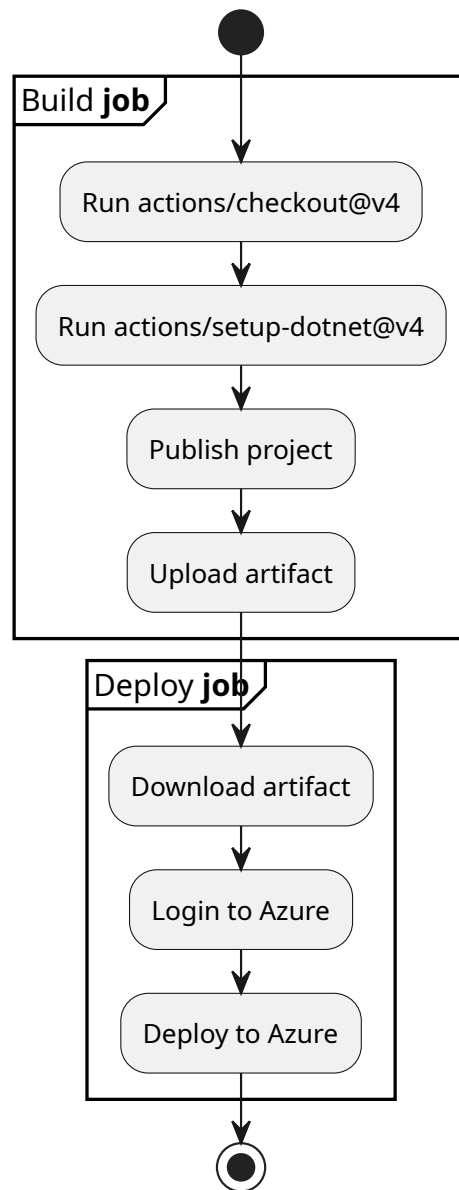 Build job
Run actions/checkout@v4
Run actions/setup-dotnet@v4
Publish project
Upload artifact
Deploy job
Download artifact
Login to Azure
Deploy to Azure